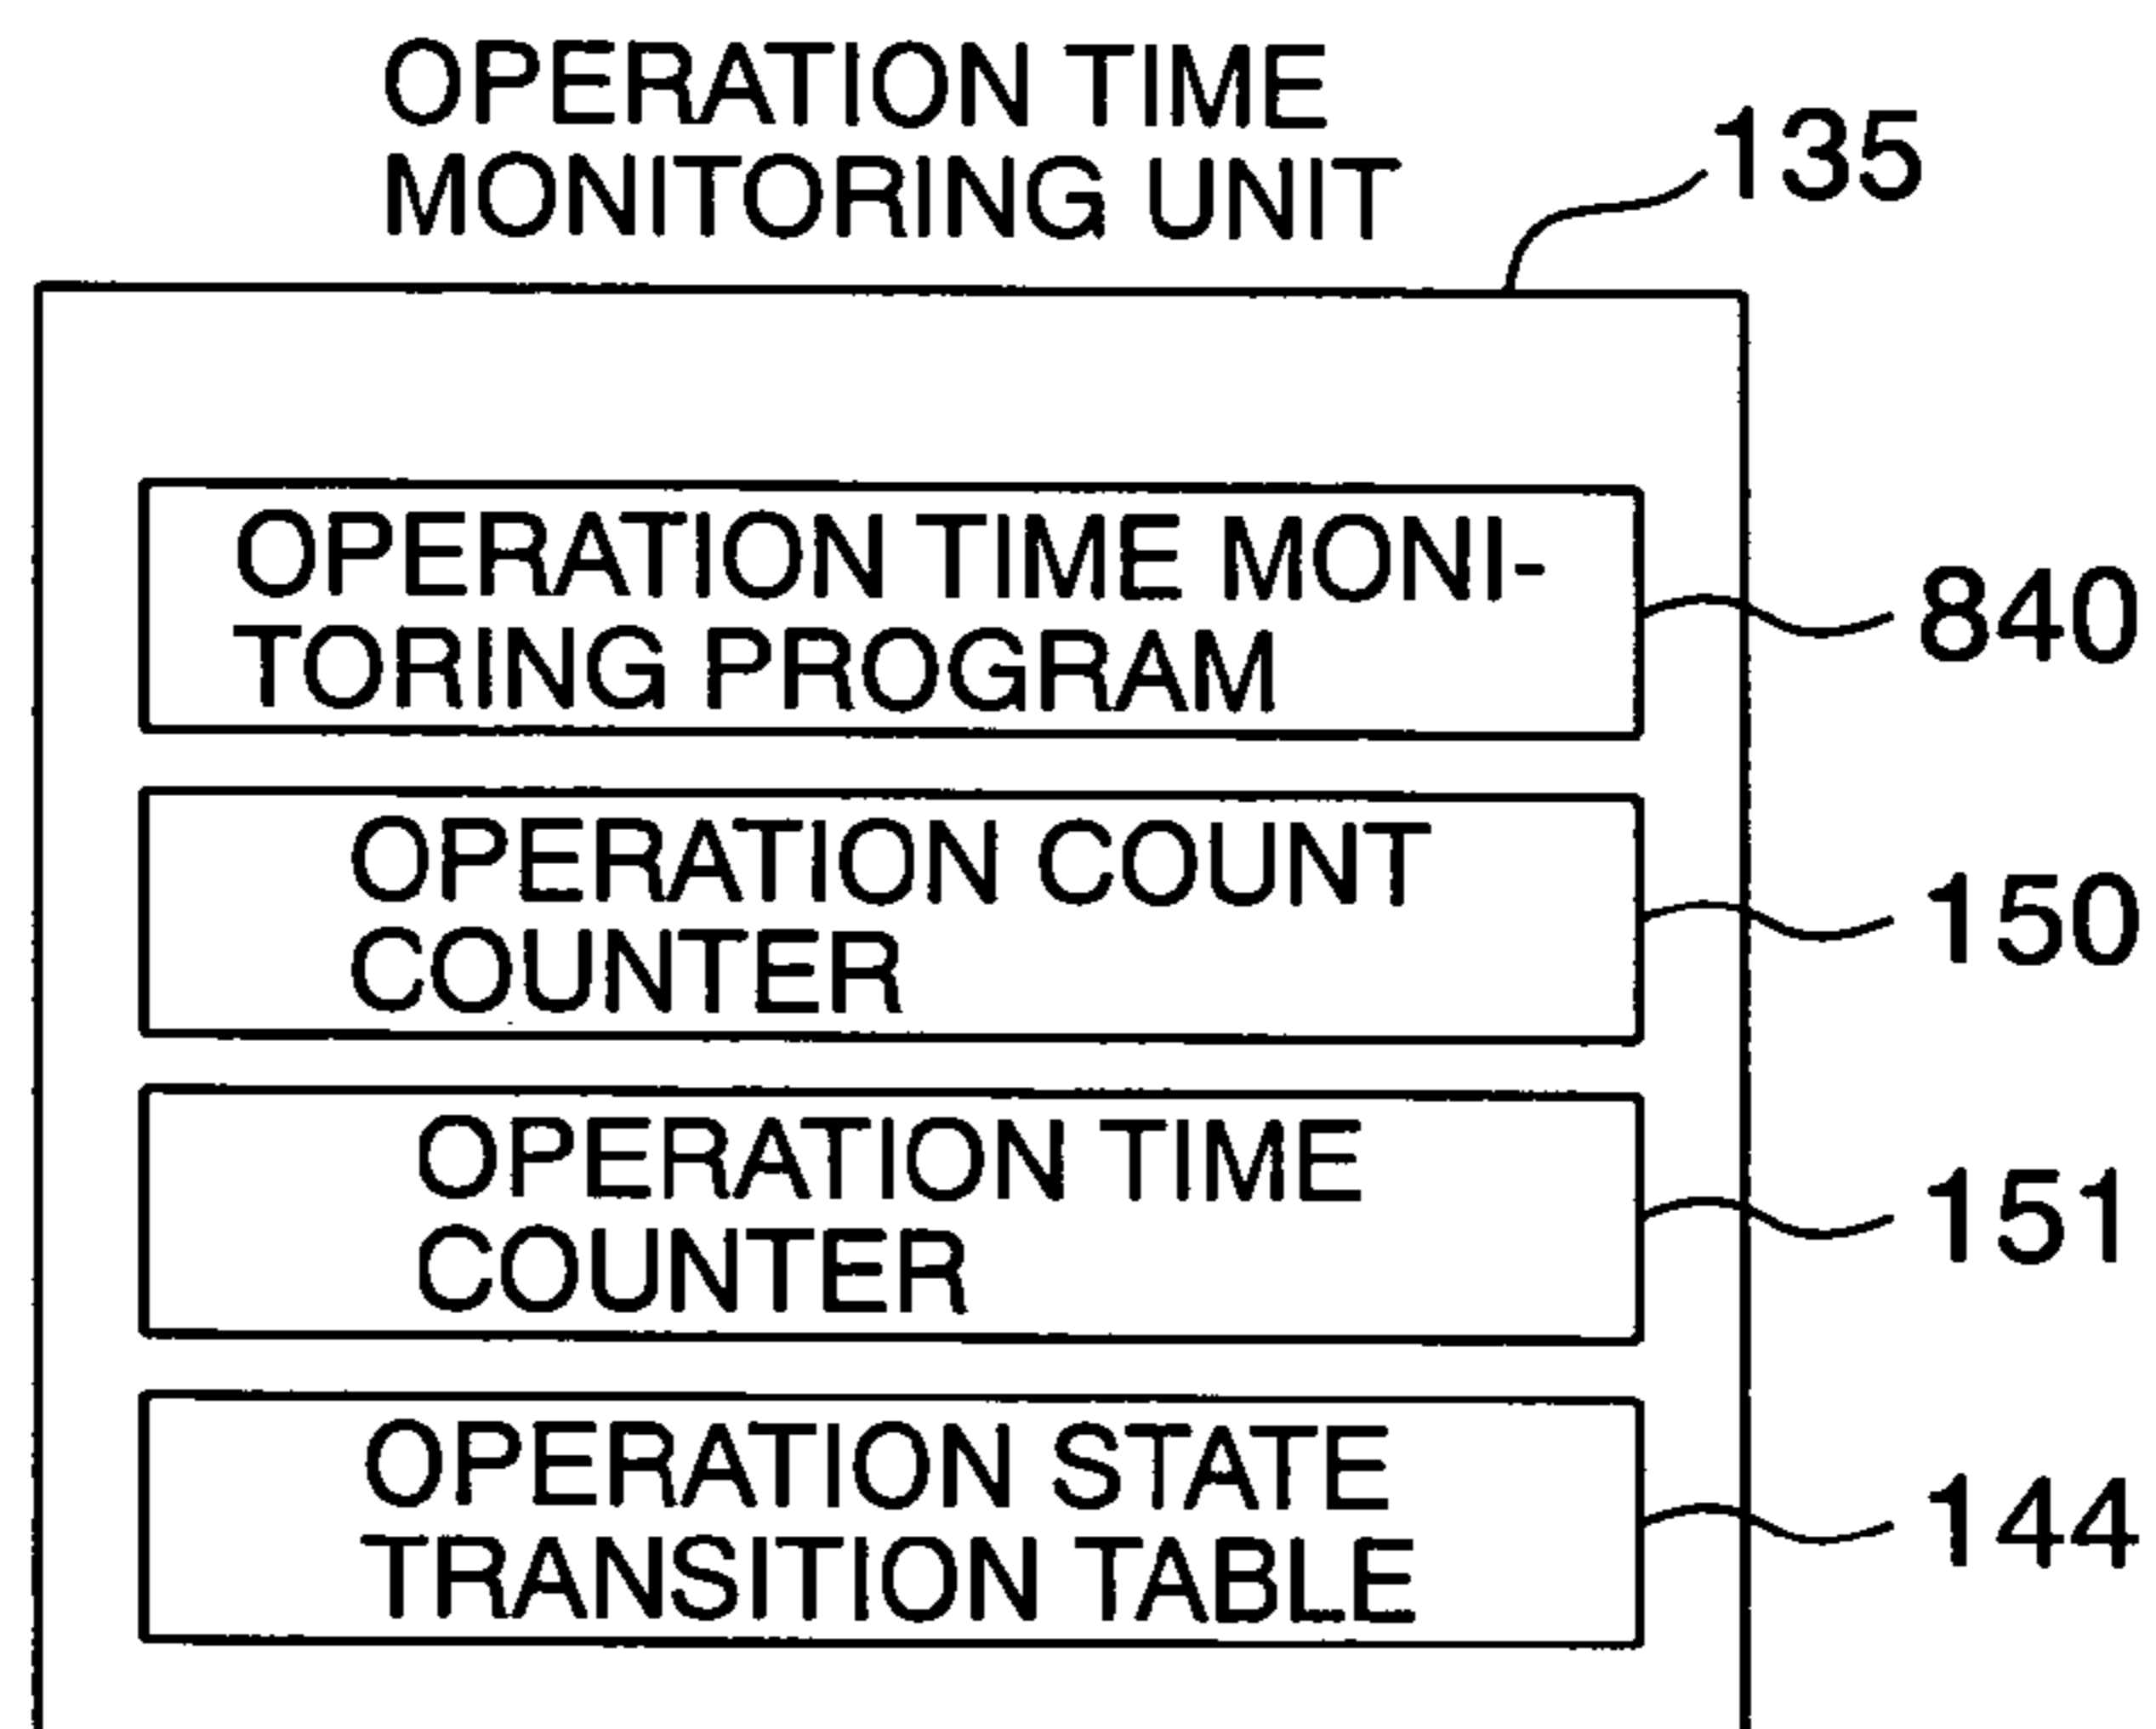 OPERATION TIME
MONITORING UNIT
135
OPERATION TIME MONI-
TORING PROGRAM
840
OPERATION COUNT
COUNTER
150
OPERATION TIME
COUNTER
151
OPERATION STATE
TRANSITION TABLE
144